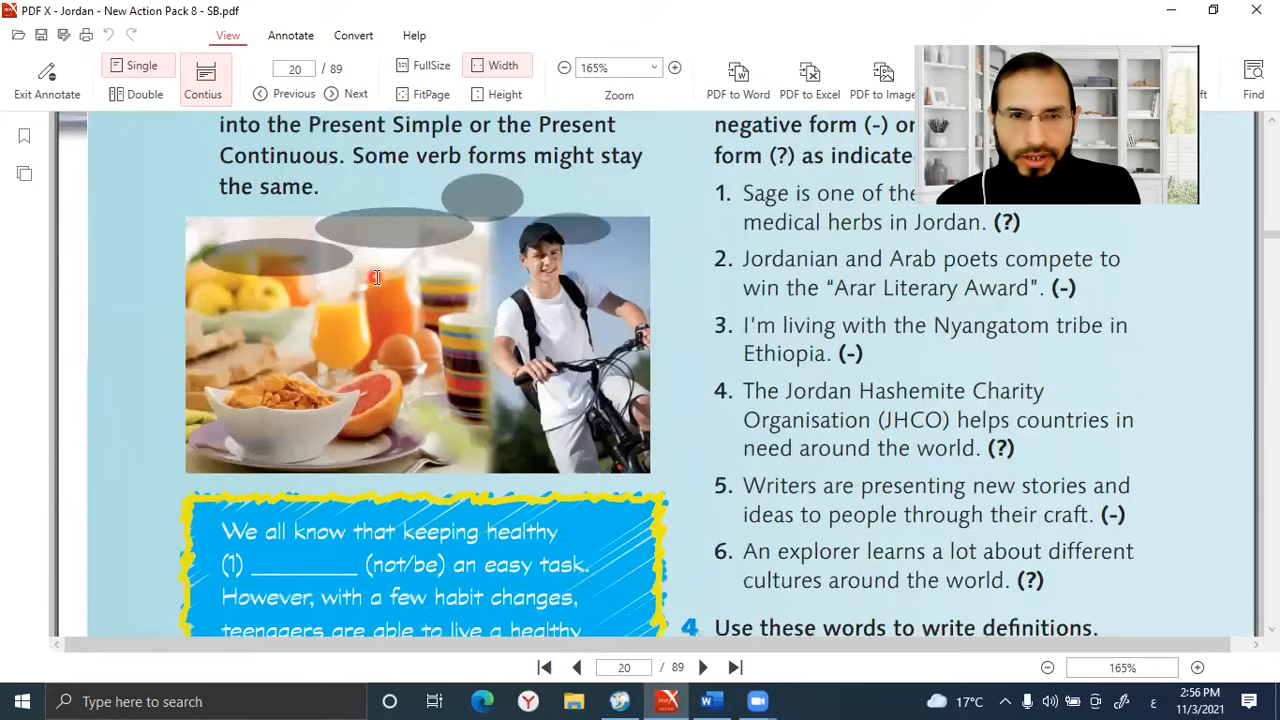 PDF X - Jordan - New Action Pack 8 - SB.pdf
View
Annotate
Convert
Help
Exit Annotate
Single
Double
Contius
20 / 89
Previous
Next
FullSize
Width
FitPage
Height
165%
Zoom
PDF to Word
PDF to Excel
PDF to Image
Find
into the Present Simple or the Present
Continuous. Some verb forms might stay
the same.
We all know that keeping healthy
(1) __________ (not/be) an easy task.
However, with a few habit changes,
teenagers are able to live a healthy
negative form (-) or
form (?) as indicated
1. Sage is one of the
medical herbs in Jordan. (?)
2. Jordanian and Arab poets compete to
win the “Arar Literary Award”. (-)
3. I'm living with the Nyangatom tribe in
Ethiopia. (-)
4. The Jordan Hashemite Charity
Organisation (JHCO) helps countries in
need around the world. (?)
5. Writers are presenting new stories and
ideas to people through their craft. (-)
6. An explorer learns a lot about different
cultures around the world. (?)
4 Use these words to write definitions.
20 / 89
165%
Type here to search
17°C
ع
2:56 PM
11/3/2021